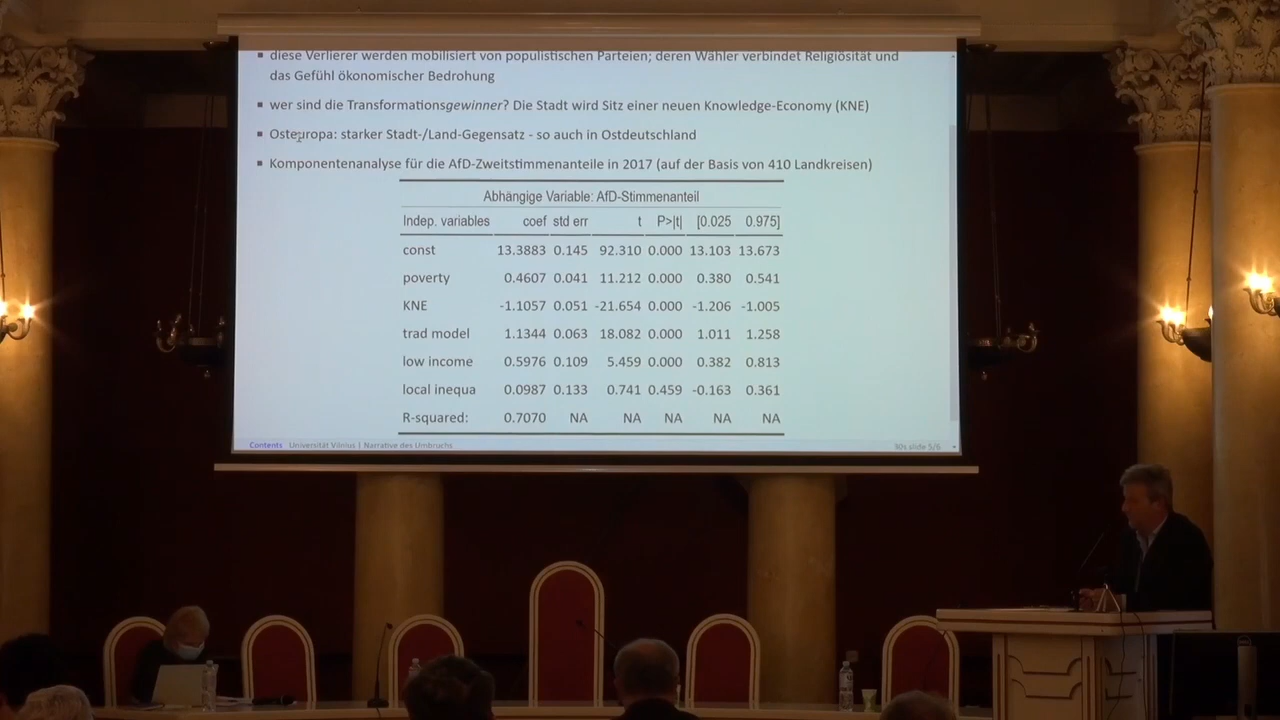 diese Verlierer werden mobilisiert von populistischen Parteien; deren Wähler verbindet Religiösität und
das Gefühl ökonomischer Bedrohung
wer sind die Transformationsgewinner? Die Stadt wird Sitz einer neuen Knowledge-Economy (KNE)
Osteuropa: starker Stadt-/Land-Gegensatz - so auch in Ostdeutschland
Komponentenanalyse für die AfD-Zweitstimmenanteile in 2017 (auf der Basis von 410 Landkreisen)
Abhängige Variable: AfD-Stimmenanteil
Indep. variables coef std err t P>|t| [0.025 0.975]
const 13.3883 0.145 92.310 0.000 13.103 13.673
poverty 0.4607 0.041 11.212 0.000 0.380 0.541
KNE -1.1057 0.051 -21.654 0.000 -1.206 -1.005
trad model 1.1344 0.063 18.082 0.000 1.011 1.258
low income 0.5976 0.109 5.459 0.000 0.382 0.813
local inequa 0.0987 0.133 0.741 0.459 -0.163 0.361
R-squared: 0.7070 NA NA NA NA NA
Contents Universität Vilnius | Narrative des Umbruchs
slide 5/6